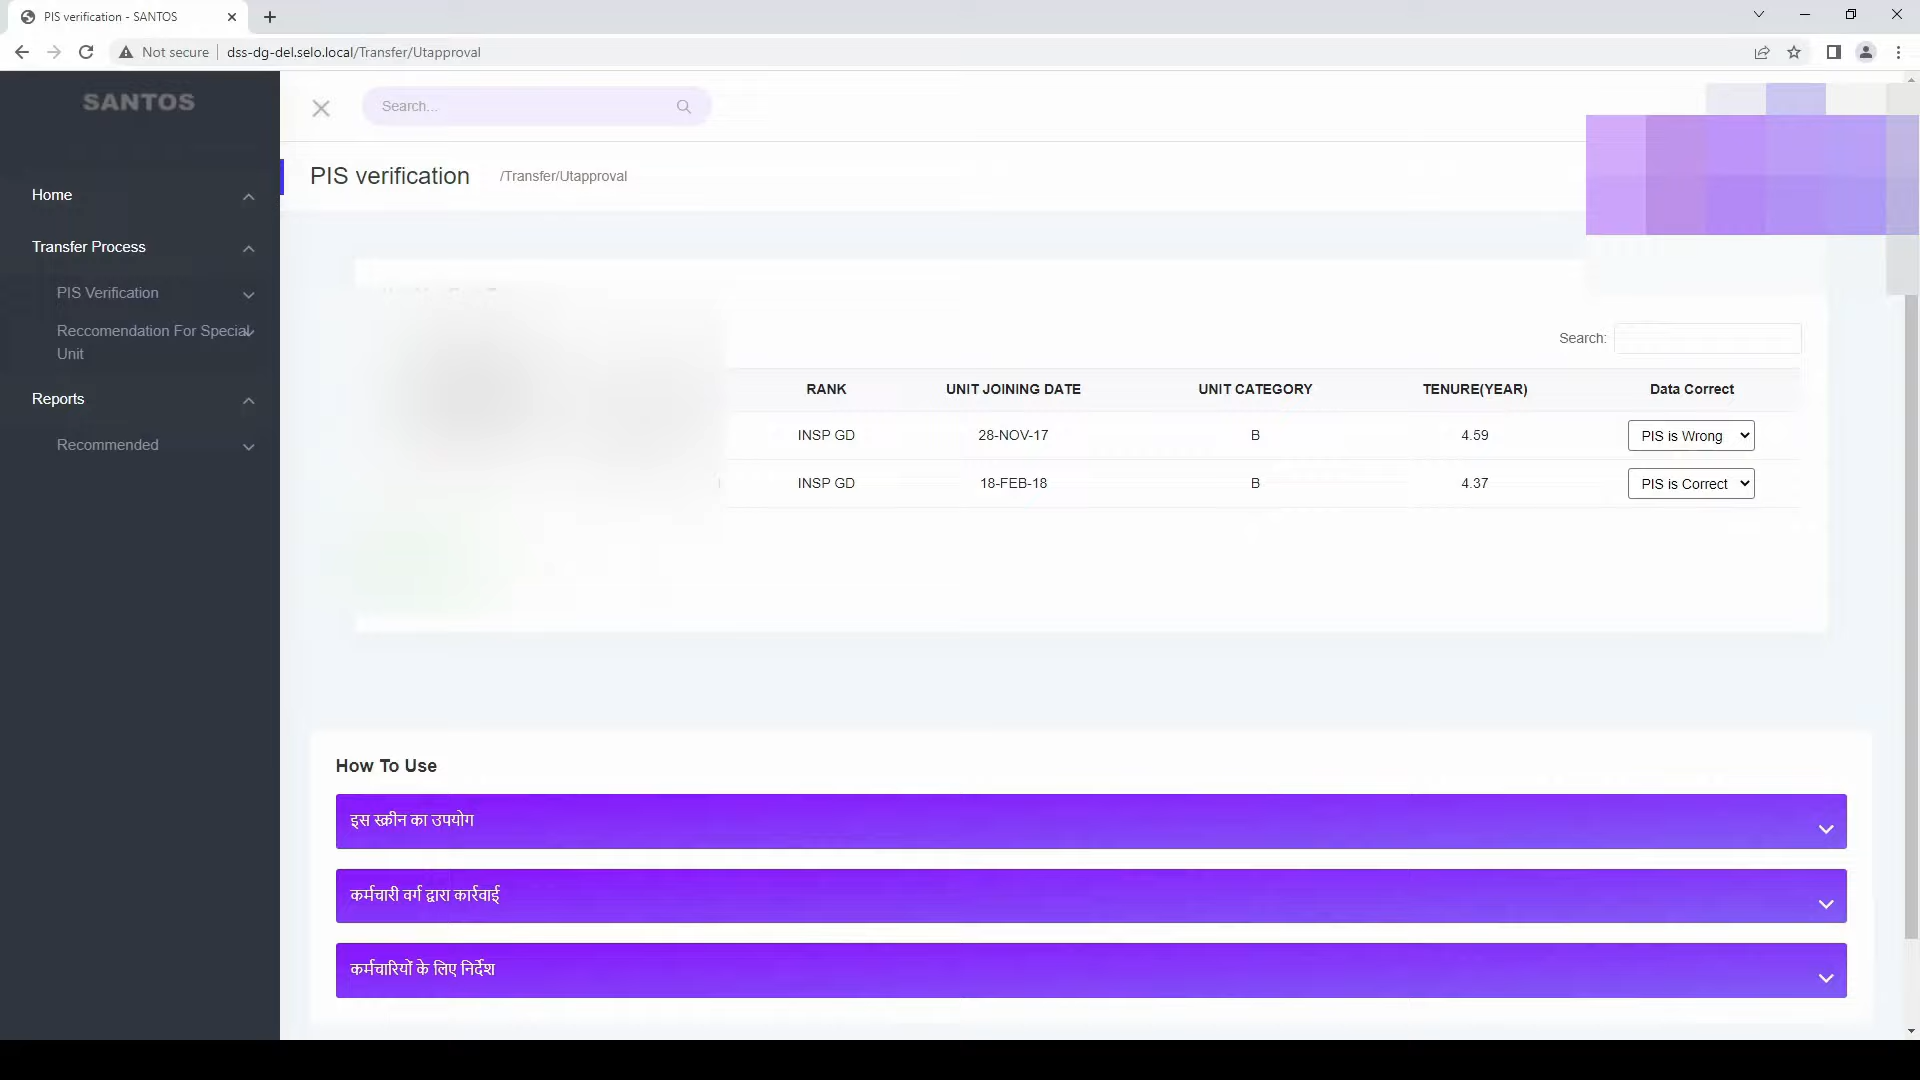 PIS verification - SANTOS
Not secure
dss-dg-del.selo.local/Transfer/Utapproval
SANTOS
Search...
PIS verification
/Transfer/Utapproval
Home
Transfer Process
PIS Verification
Reccomendation For Special
Unit
Reports
Recommended
Search:
RANK UNIT JOINING DATE UNIT CATEGORY TENURE(YEAR) Data Correct
INSP GD 28-NOV-17 B 4.59 PIS is Wrong
INSP GD 18-FEB-18 B 4.37 PIS is Correct
How To Use
इस स्क्रीन का उपयोग
कर्मचारी वर्ग द्वारा कार्रवाई
कर्मचारियों के लिए निर्देश